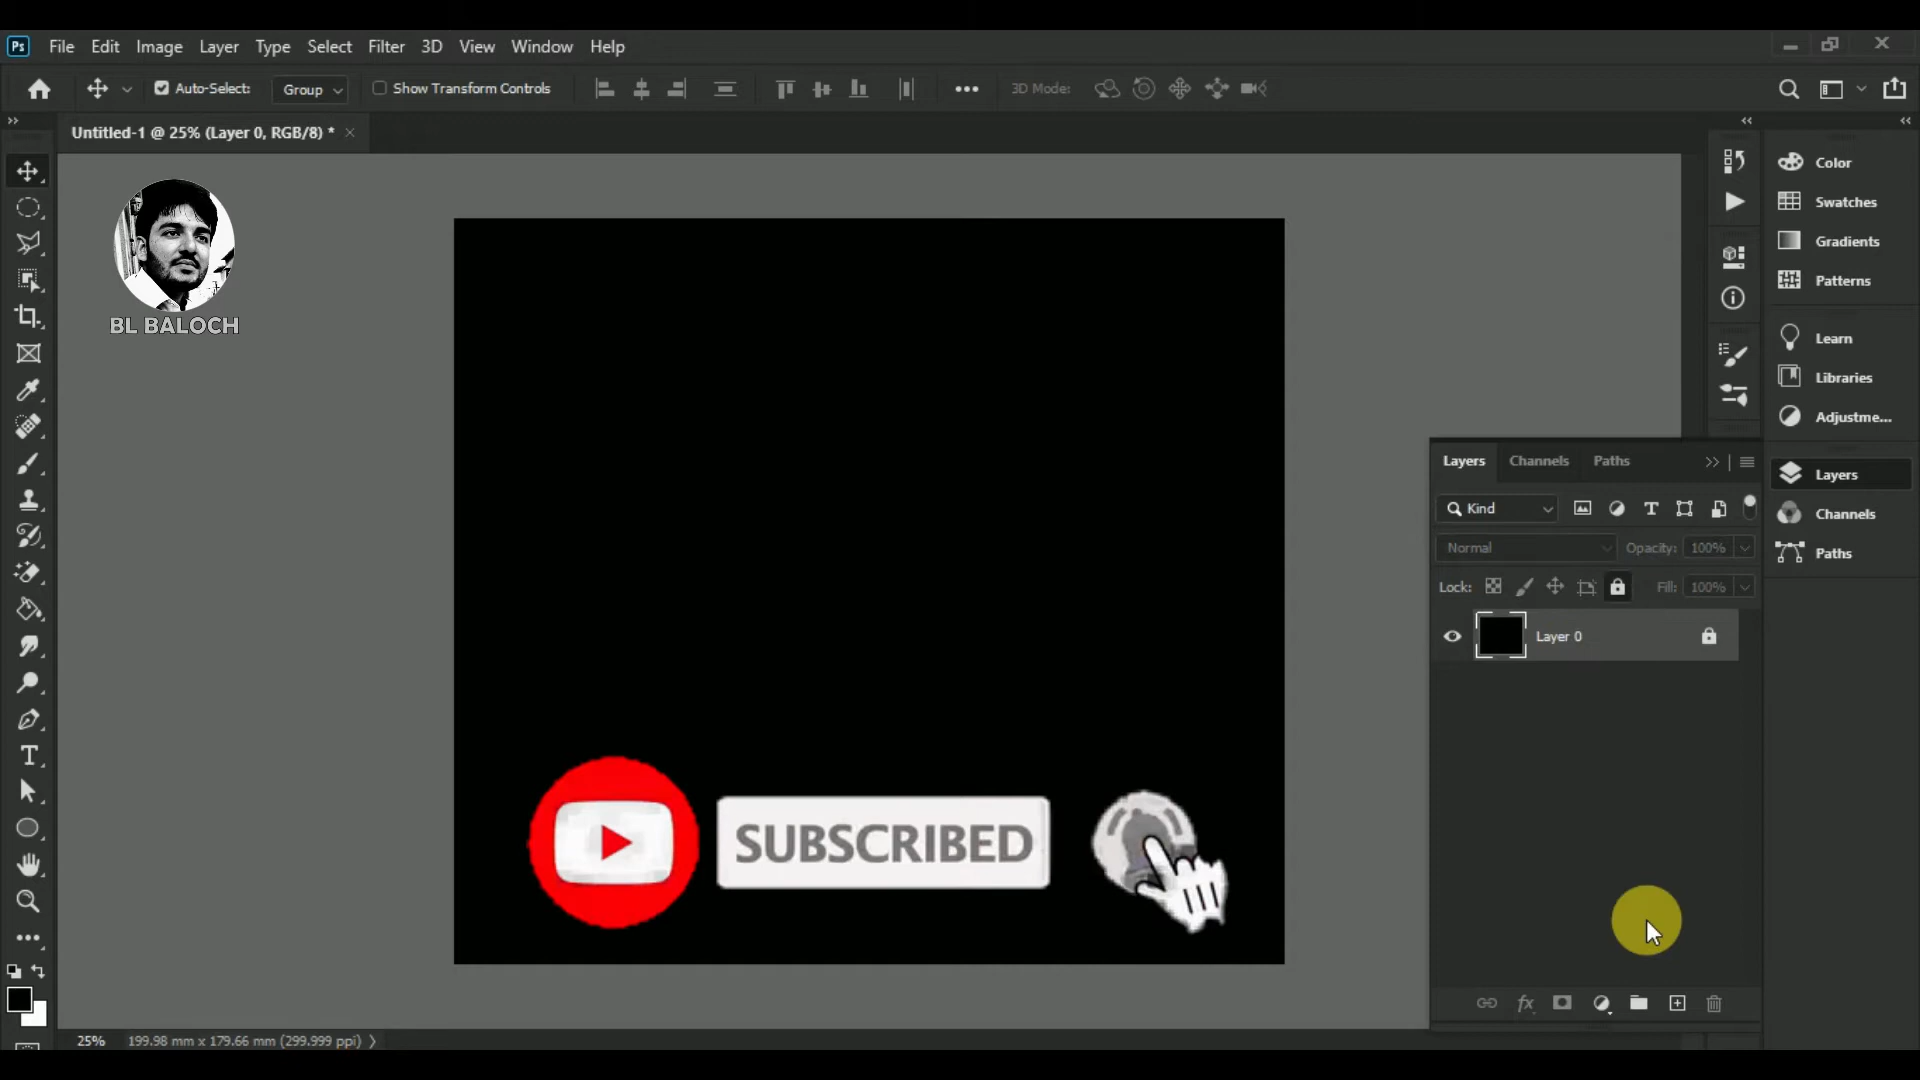 Ps File Edit Image Layer Type Select Filter 3D View Window Help
Auto-Select: Group Show Transform Controls 3D Mode:
Untitled-1 @ 25% (Layer 0, RGB/8) *
BL BALOCH
Color
Swatches
Gradients
Patterns
Learn
Libraries
Adjustme...
Layers
Channels
Paths
Layers Channels Paths
Kind
Normal Opacity: 100%
Lock: Fill: 100%
Layer 0
SUBSCRIBED
fx
25% 199.98 mm x 179.66 mm (299.999 ppi)